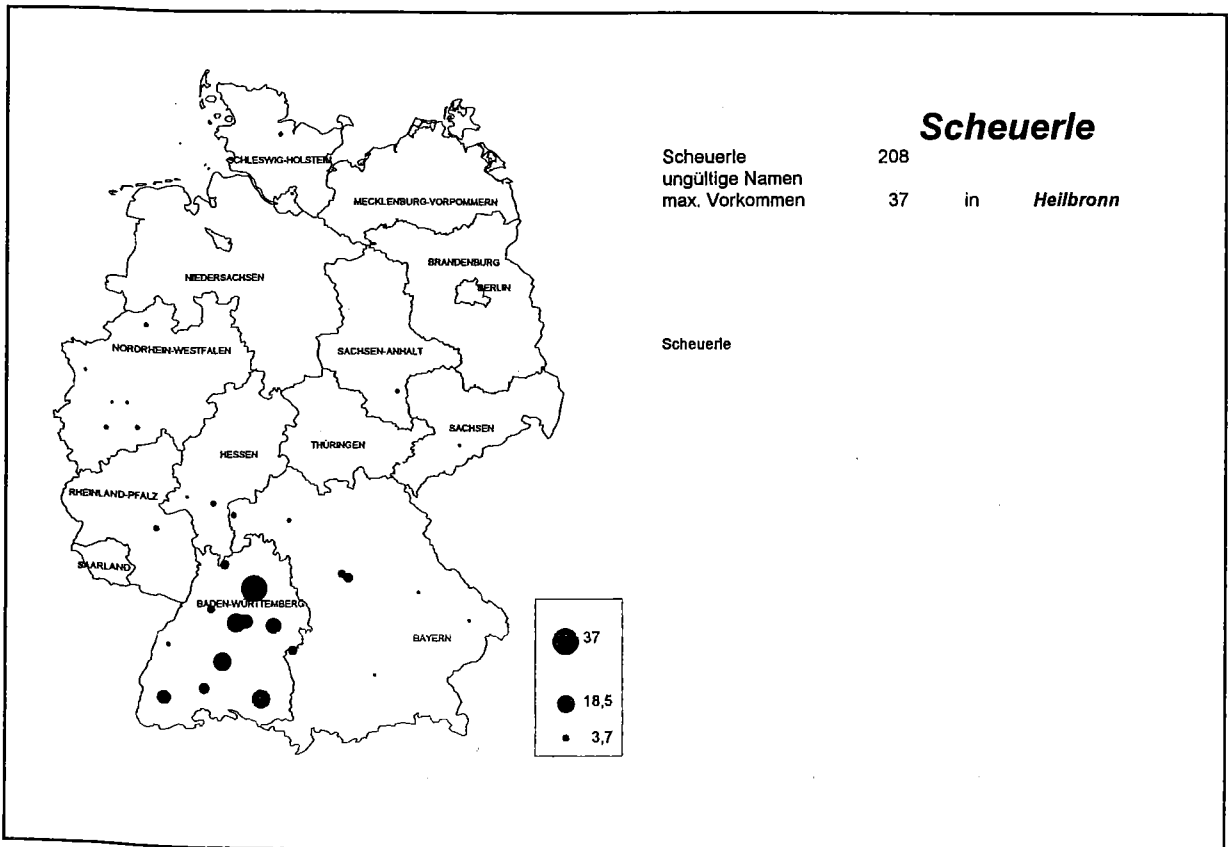 Scheuerle
Scheuerle 208
ungültige Namen
max. Vorkommen 37 in Heilbronn
Scheuerle
SCHLESWIG-HOLSTEIN
MECKLENBURG-VORPOMMERN
BRANDENBURG
BERLIN
NIEDERSACHSEN
NORDRHEIN-WESTFALEN
SACHSEN-ANHALT
SACHSEN
THÜRINGEN
HESSEN
RHEINLAND-PFALZ
SAARLAND
BADEN-WÜRTTEMBERG
BAYERN
37
18,5
3,7